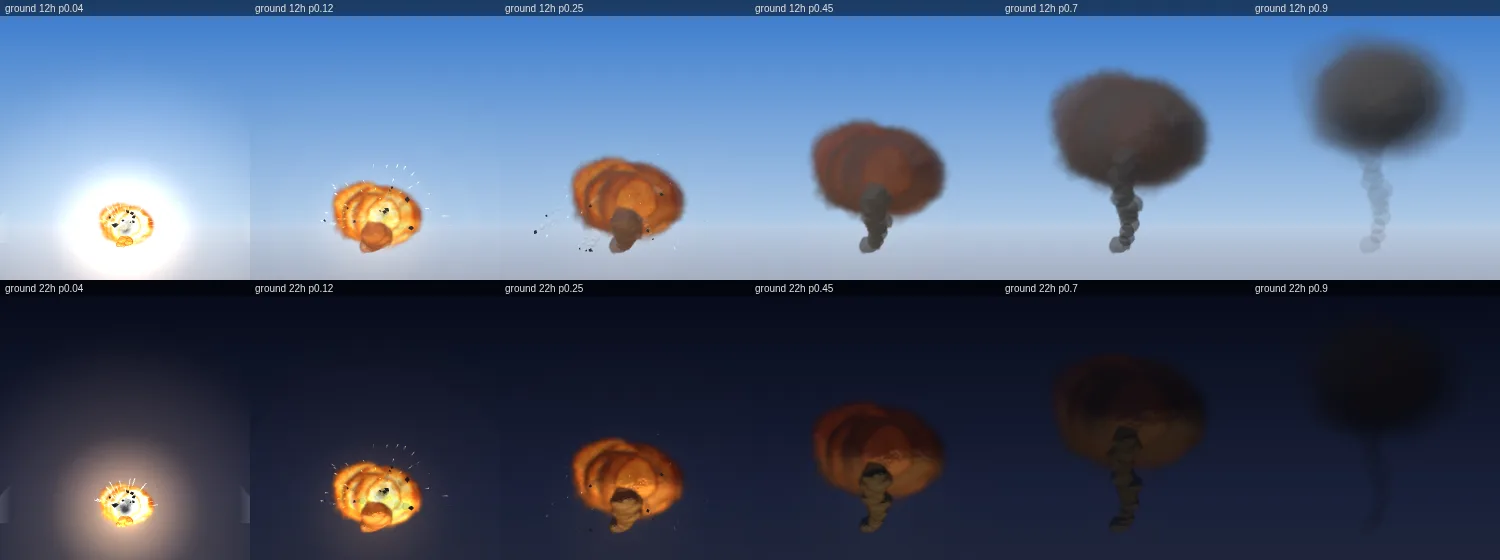 ground 12h p0.04
ground 12h p0.12
ground 12h p0.25
ground 12h p0.45
ground 12h p0.7
ground 12h p0.9
ground 22h p0.04
ground 22h p0.12
ground 22h p0.25
ground 22h p0.45
ground 22h p0.7
ground 22h p0.9